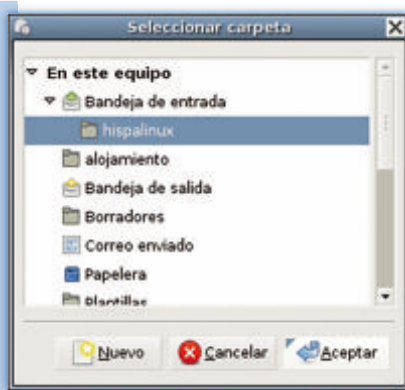 Seleccionar carpeta
En este equipo
Bandeja de entrada
hispalinux
alojamiento
Bandeja de salida
Borradores
Correo enviado
Papelera
Plantillas
Nuevo
Cancelar
Aceptar